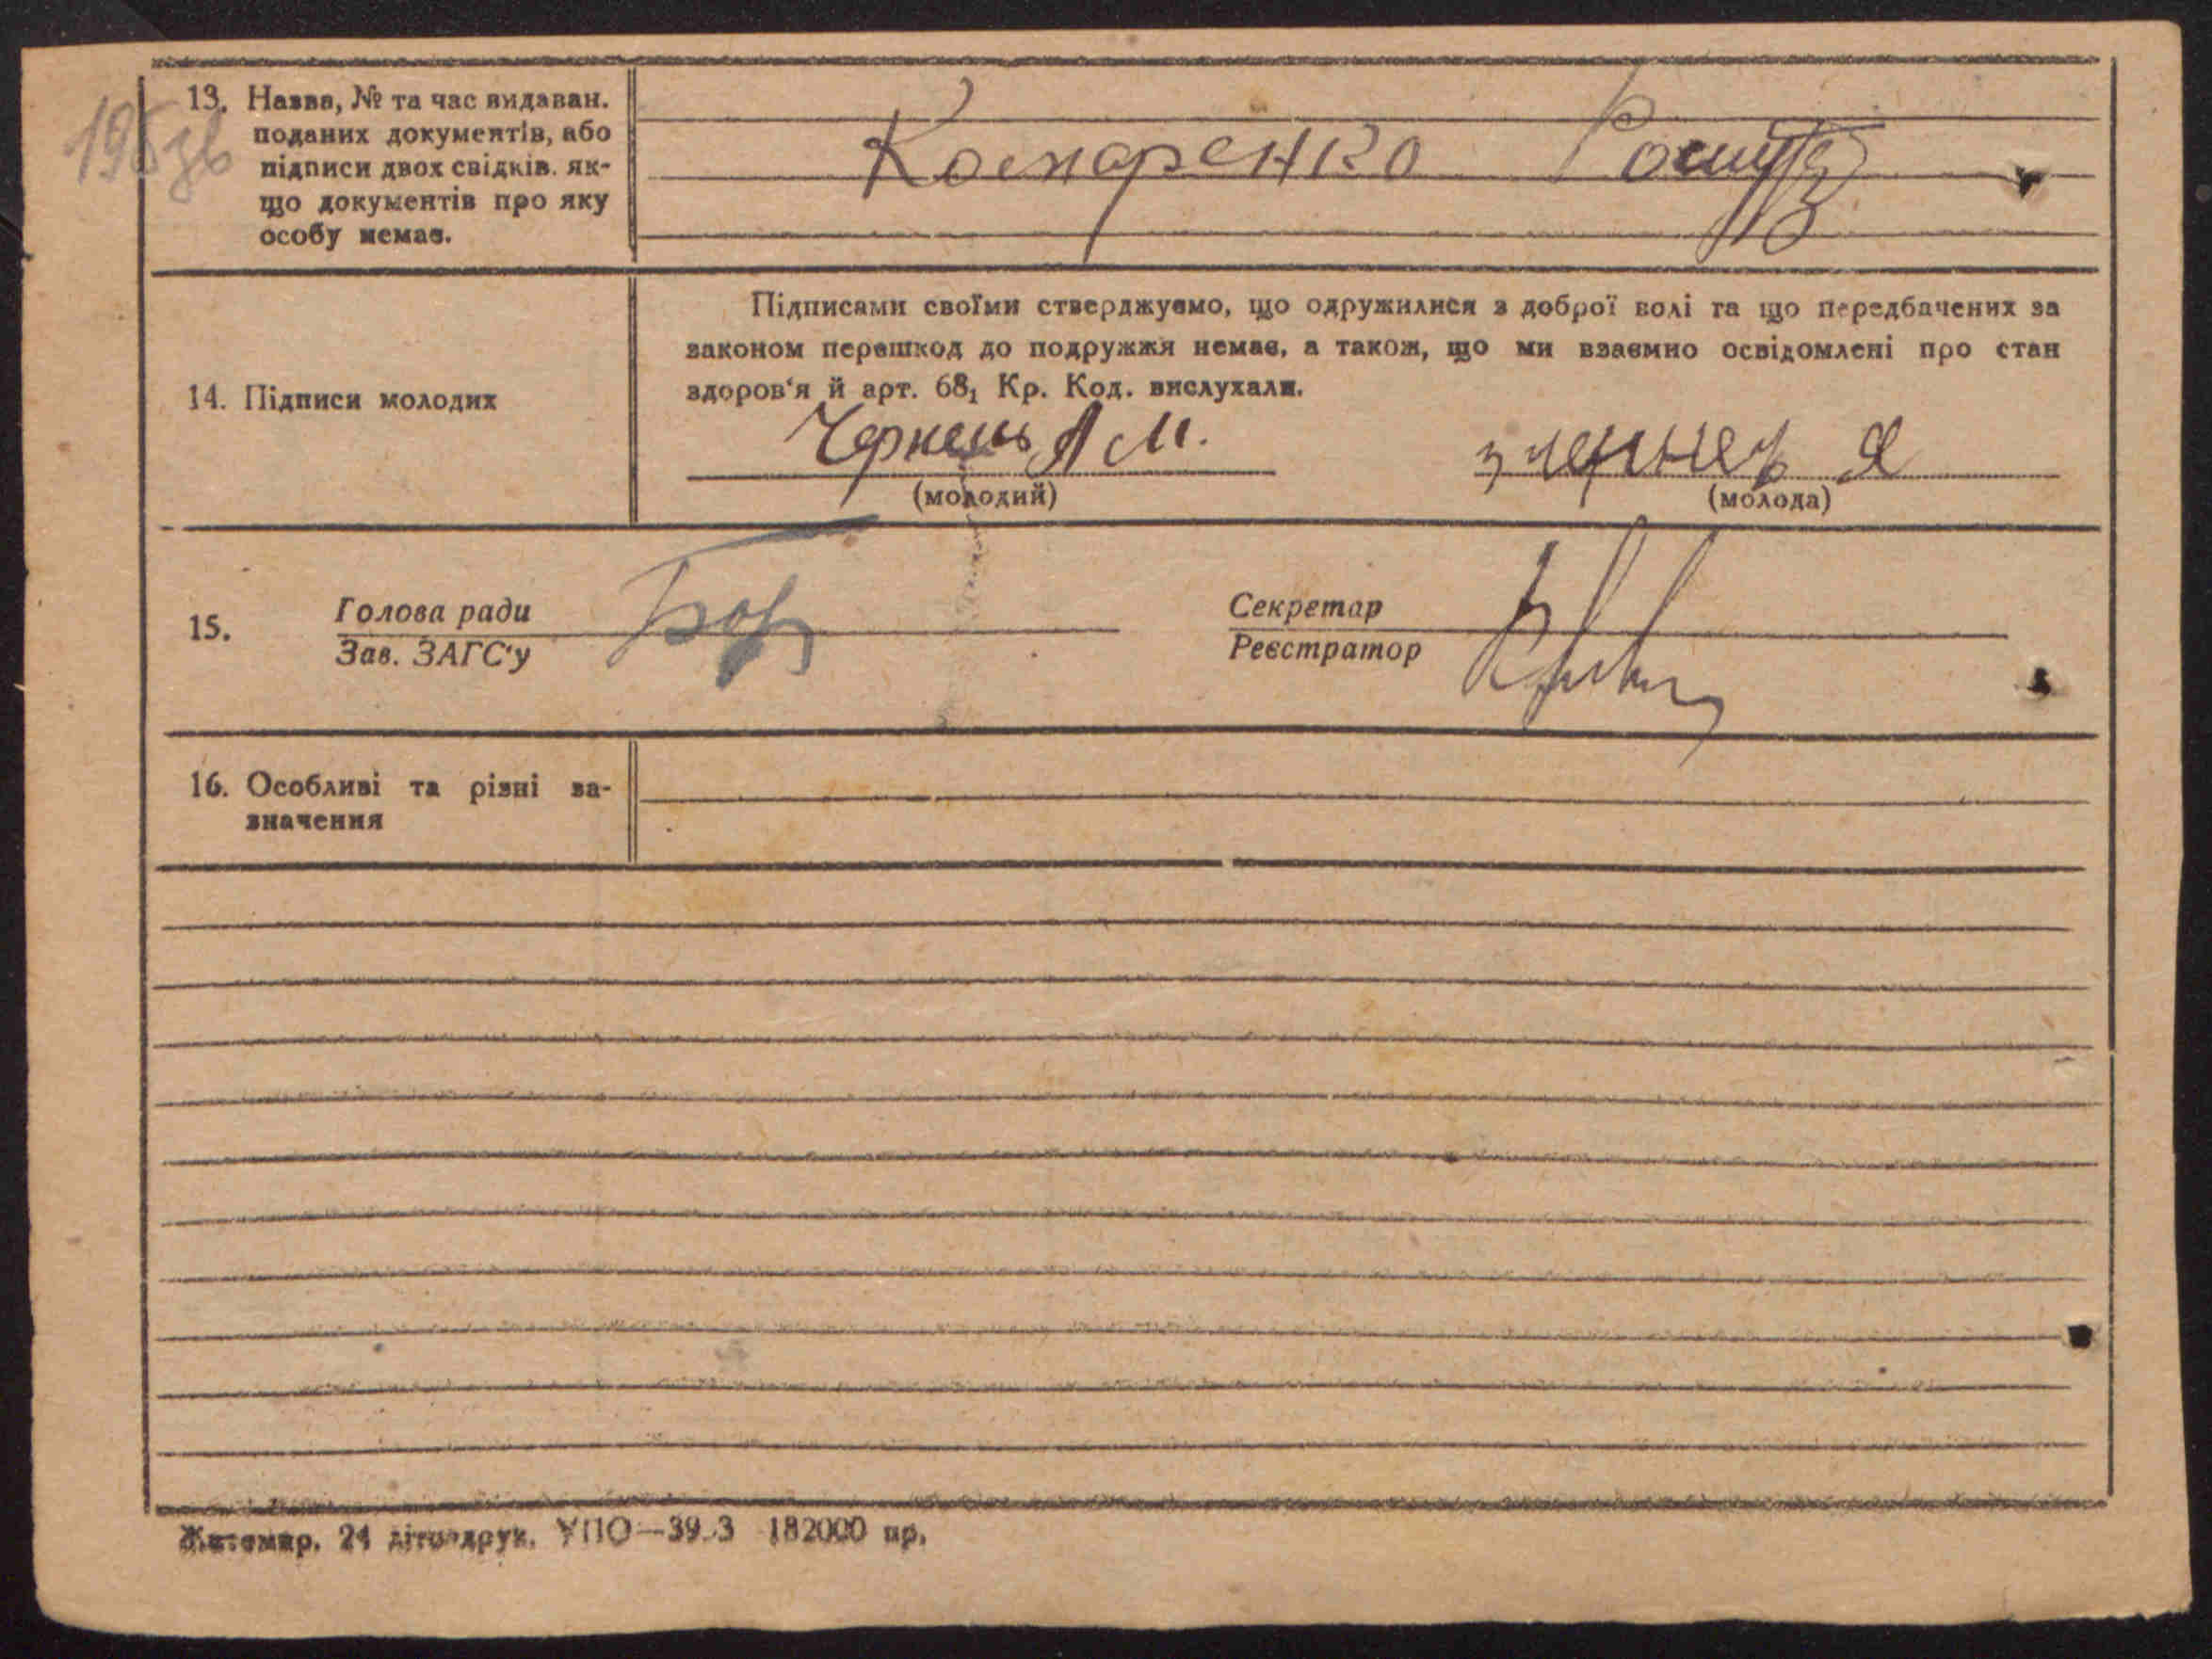 195зв
13. Назва, № та час видаван.
поданих документів, або
підписи двох свідків. як-
що документів про яку
особу немає.
Комаренко
14. Підписи молодих
Підписами своїми стверджуємо, що одружилися з доброї волі та що передбачених за
законом перешкод до подружжя немає, а також, що ми взаємно освідомлені про стан
здоров‘я й арт. 68₁ Кр. Код. вислухали.
Чернець А М.
(молодий)
(молода)
15.
Голова ради
Зав. ЗАГС‘у
Секретар
Реєстратор
16. Особливі та різні за-
значення
Житомир. 24 літоздрук. УПО—39.3 182000 пр.